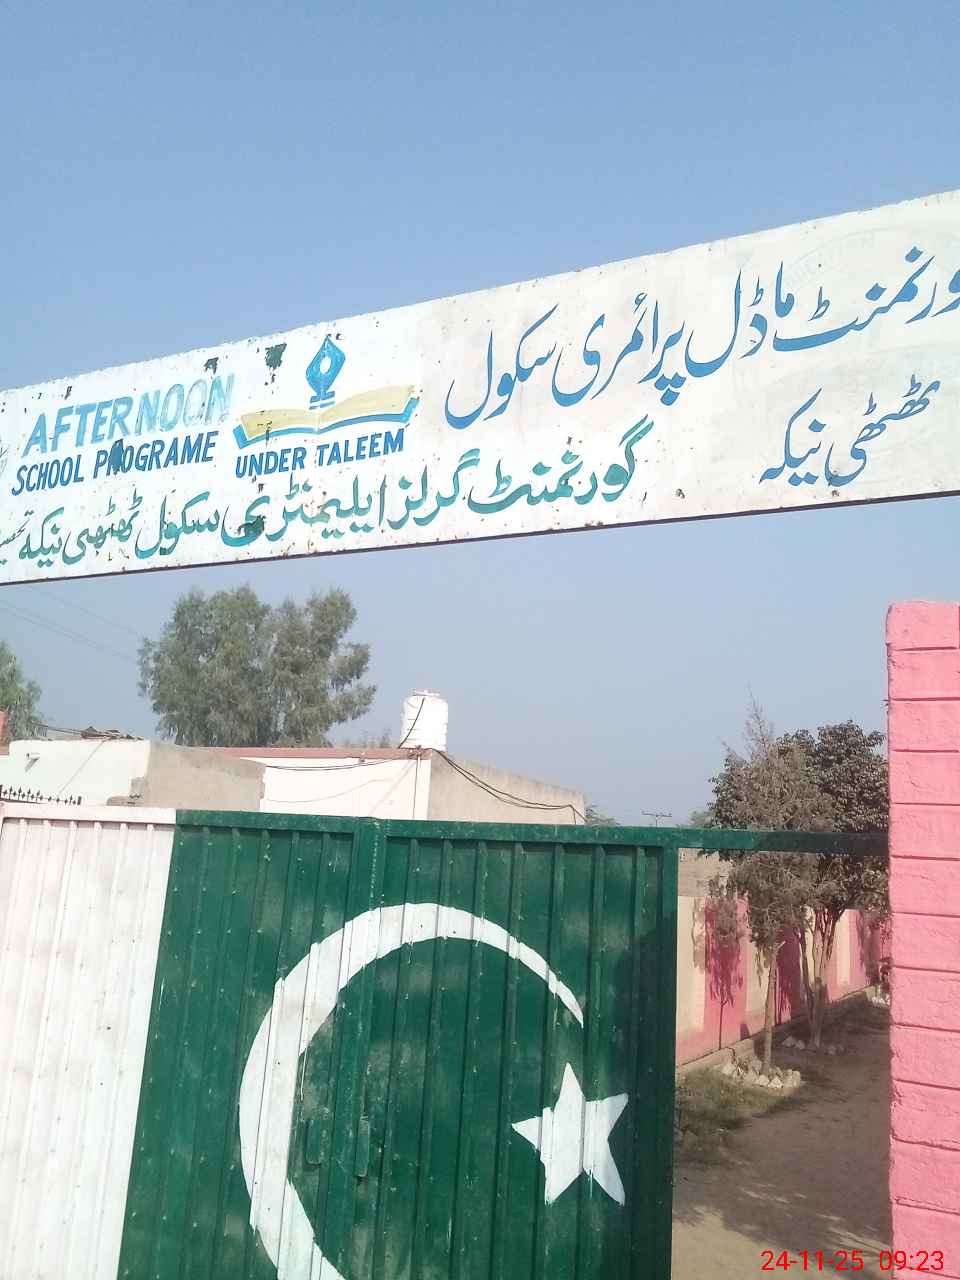 ورنمنٹ ماڈل پرائمری سکول
ٹھٹھی نیکہ
AFTERNOON
SCHOOL PROGRAME
UNDER TALEEM
گورنمنٹ گرلز ایلیمنٹری سکول ٹھٹھی نیکہ
24-11-25 09:23